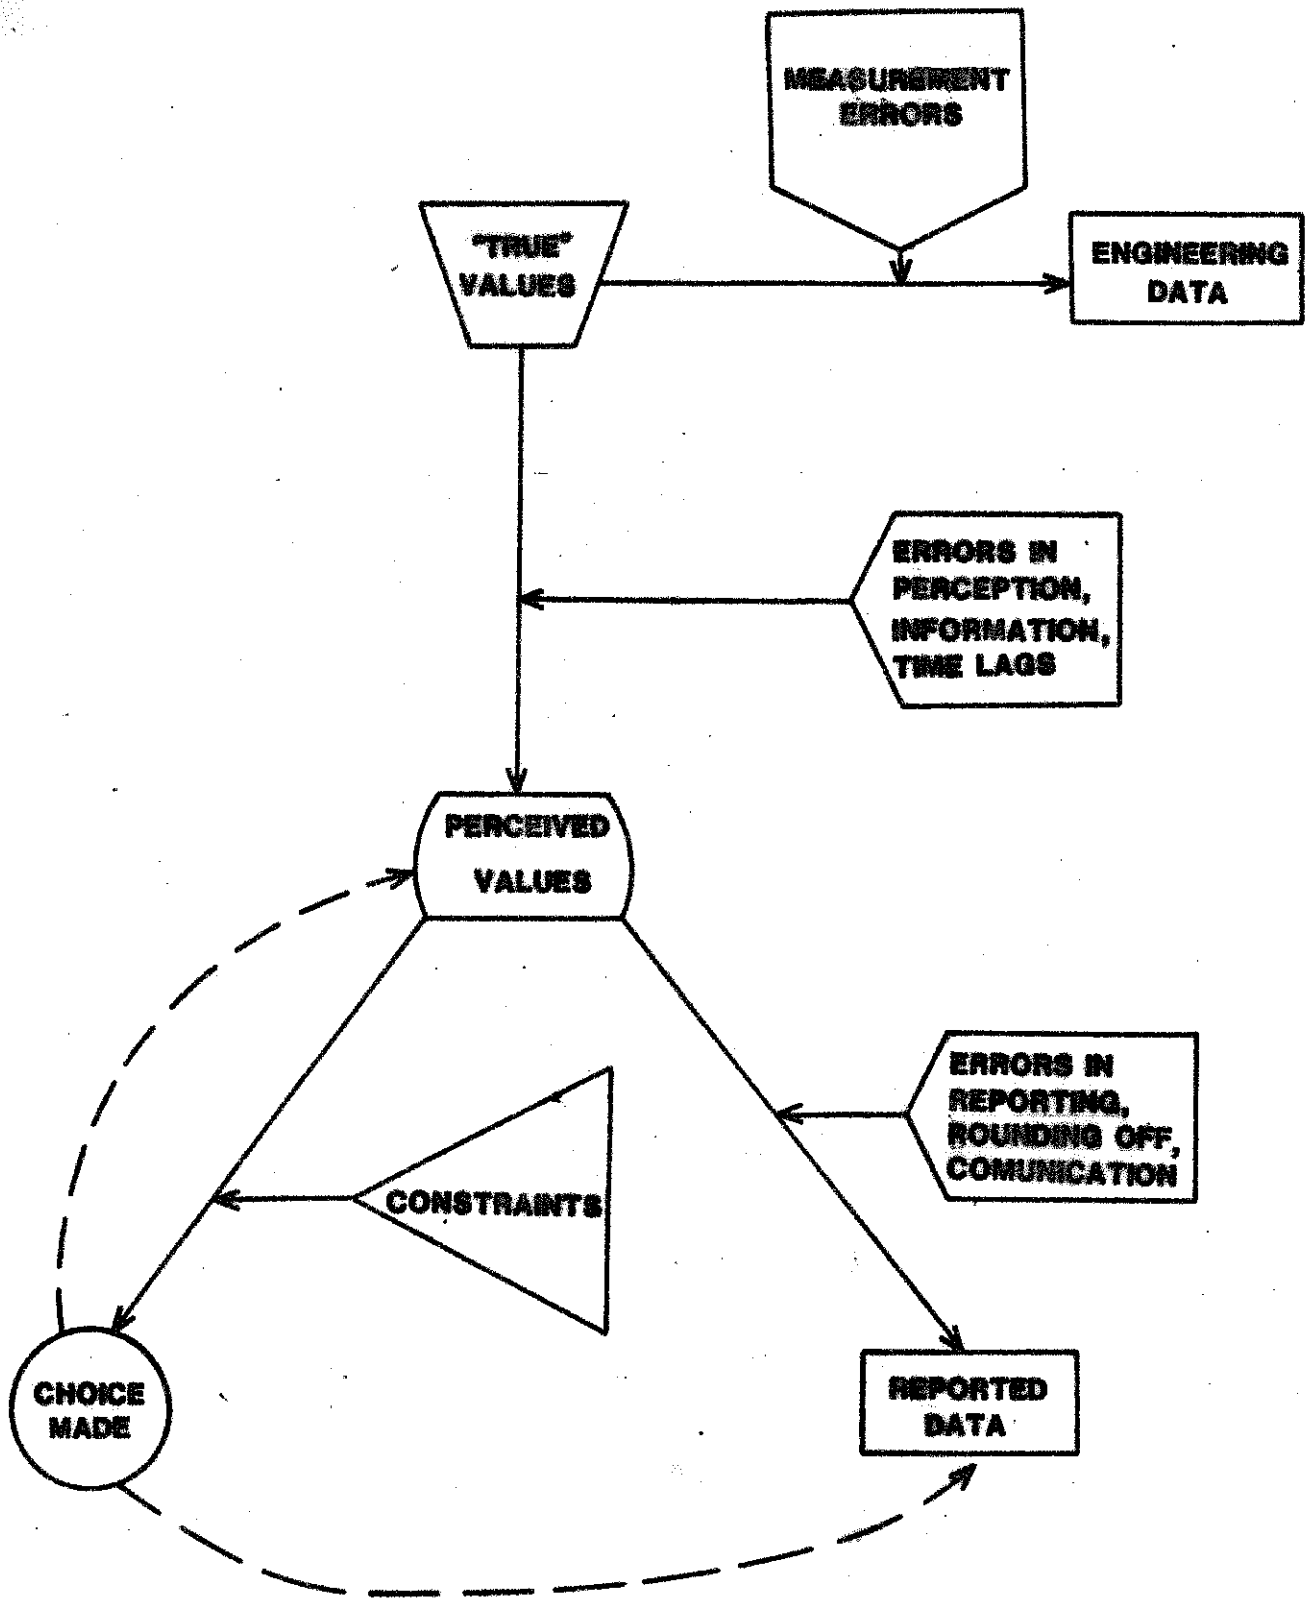 MEASUREMENT
ERRORS
"TRUE"
VALUES
ENGINEERING
DATA
ERRORS IN
PERCEPTION,
INFORMATION,
TIME LAGS
PERCEIVED
VALUES
ERRORS IN
REPORTING,
ROUNDING OFF,
COMUNICATION
CONSTRAINTS
CHOICE
MADE
REPORTED
DATA